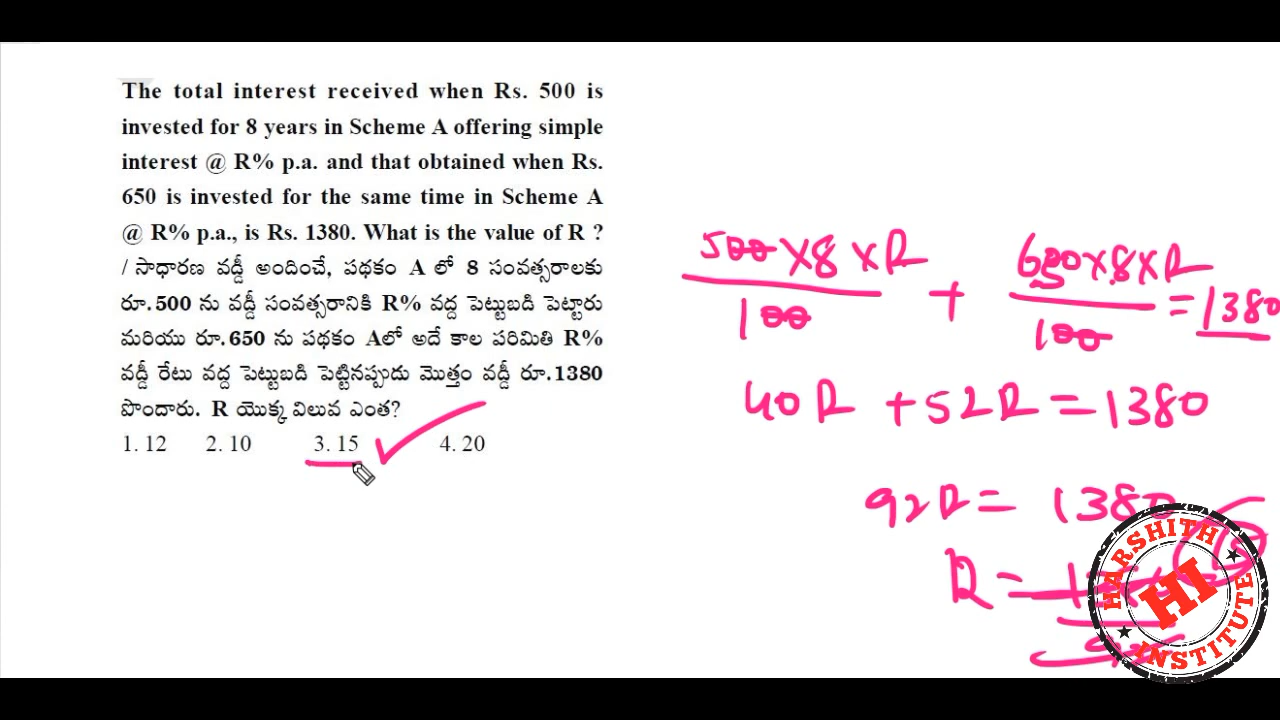 The total interest received when Rs. 500 is
invested for 8 years in Scheme A offering simple
interest @ R% p.a. and that obtained when Rs.
650 is invested for the same time in Scheme A
@ R% p.a., is Rs. 1380. What is the value of R ?
/ సాధారణ వడ్డీ అందించే, పథకం A లో 8 సంవత్సరాలకు
రూ.500 ను వడ్డీ సంవత్సరానికి R% వద్ద పెట్టుబడి పెట్టారు
మరియు రూ.650 ను పథకం Aలో అదే కాల పరిమితి R%
వడ్డీ రేటు వద్ద పెట్టుబడి పెట్టినప్పుడు మొత్తం వడ్డీ రూ.1380
పొందారు. R యొక్క విలువ ఎంత?
1. 12 2. 10 3. 15 4. 20
500 × 8 × R + 650 × 8 × R = 1380
100 100
40R + 52R = 1380
92R = 1380
R =
15
HARSHITH
HI
INSTITUTE